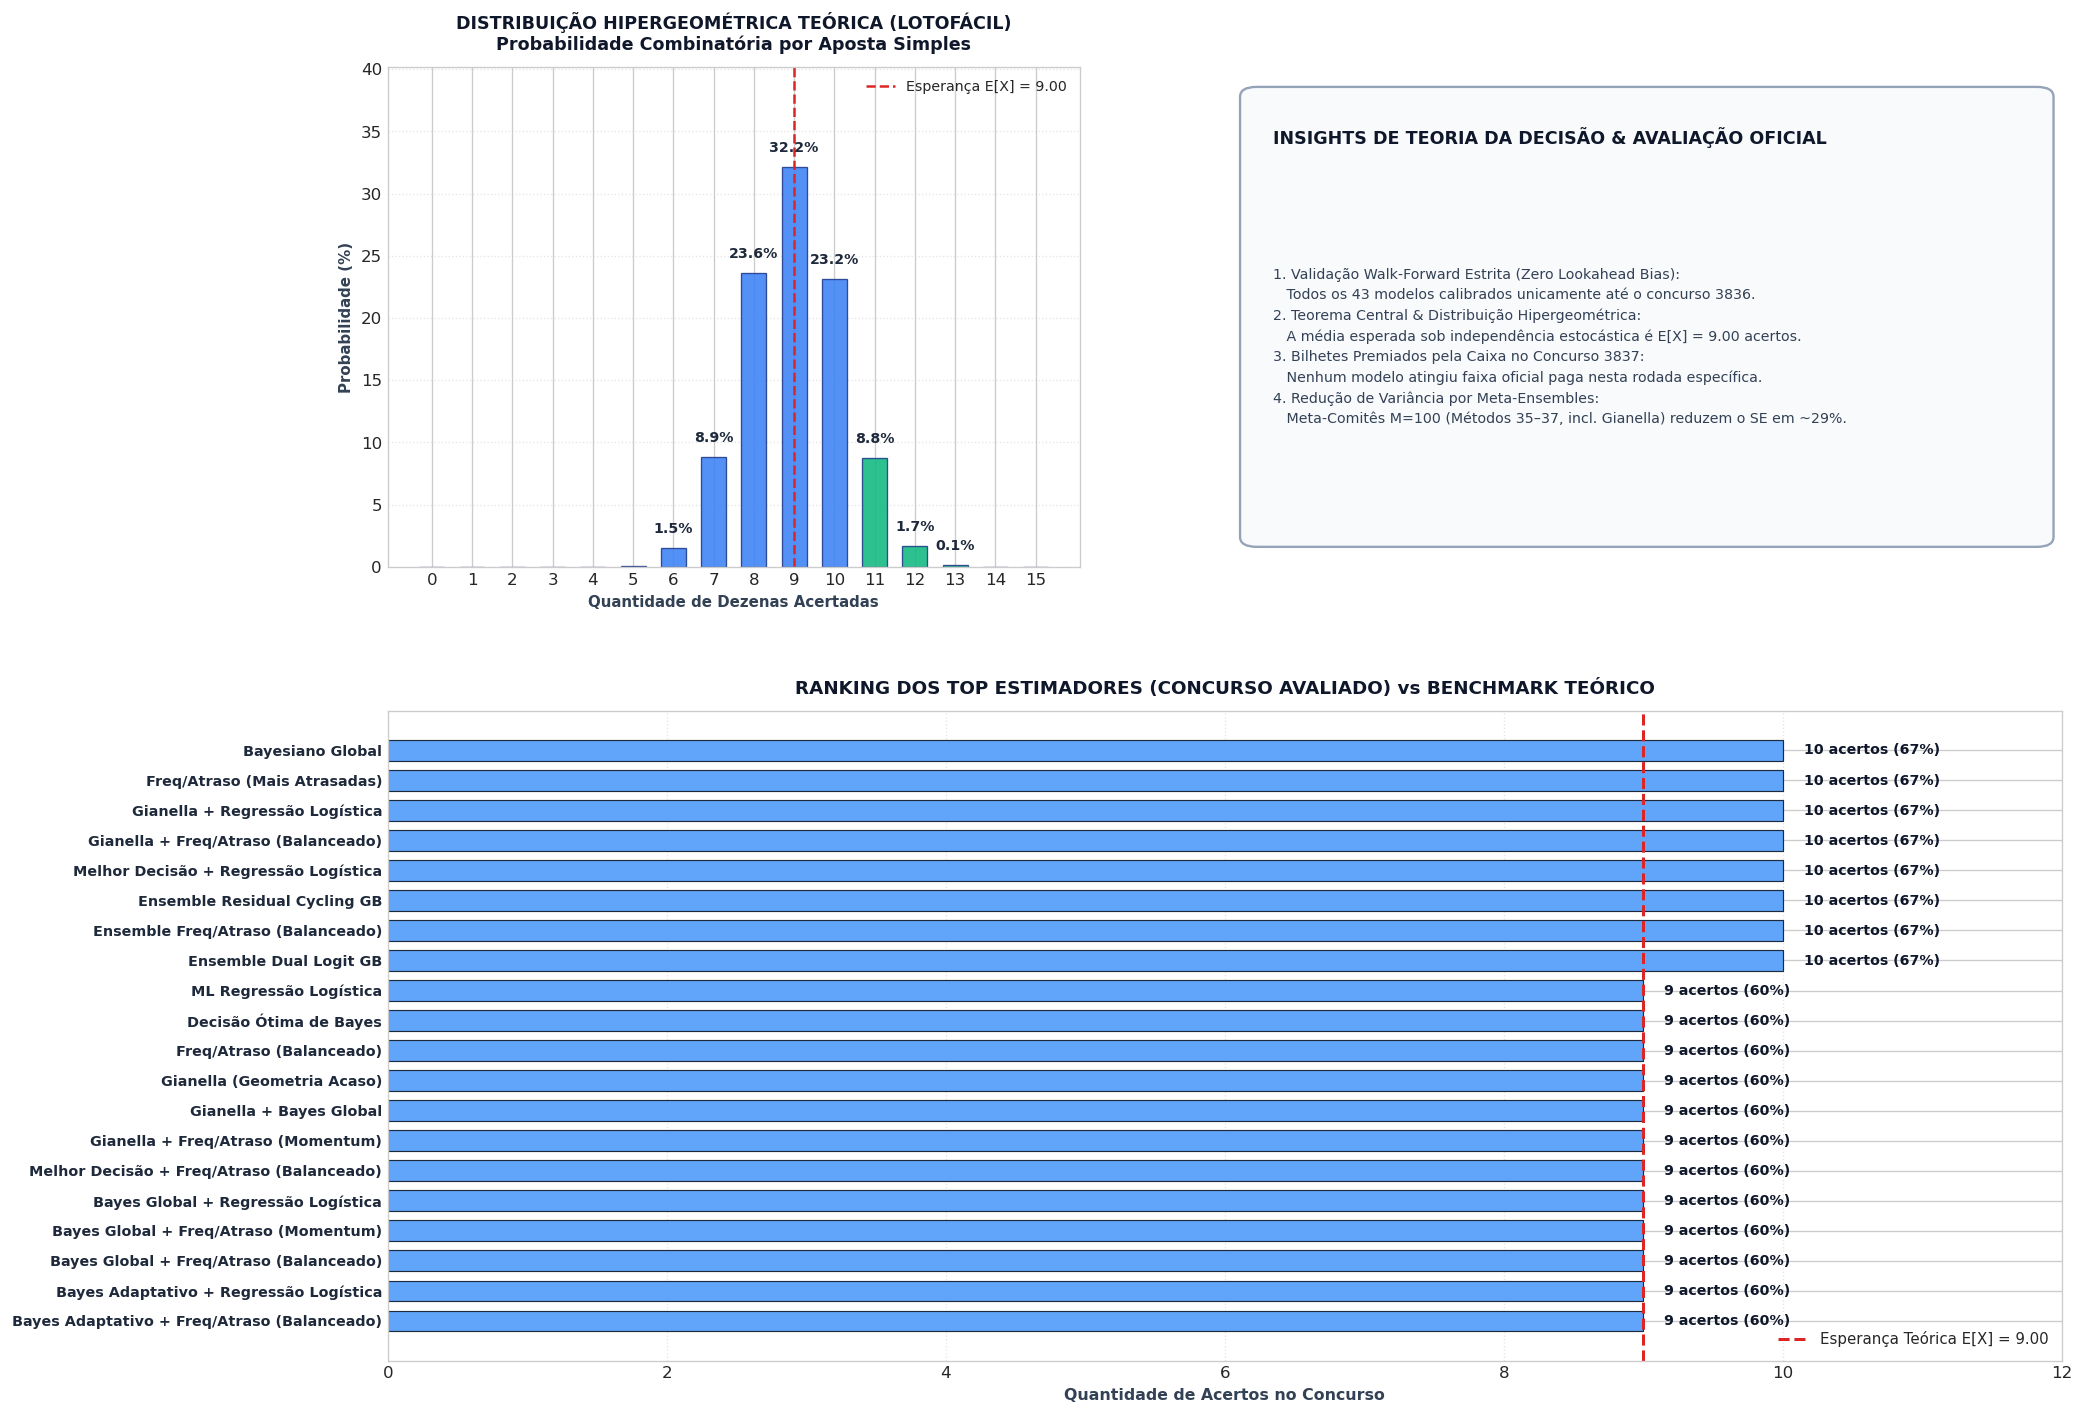 DISTRIBUIÇÃO HIPERGEOMÉTRICA TEÓRICA (LOTOFÁCIL)
Probabilidade Combinatória por Aposta Simples
Esperança E[X] = 9.00
Probabilidade (%)
40
35
30
25
20
15
10
5
0
1.5%
8.9%
23.6%
32.2%
23.2%
8.8%
1.7%
0.1%
0 1 2 3 4 5 6 7 8 9 10 11 12 13 14 15
Quantidade de Dezenas Acertadas
INSIGHTS DE TEORIA DA DECISÃO & AVALIAÇÃO OFICIAL
1. Validação Walk-Forward Estrita (Zero Lookahead Bias):
Todos os 43 modelos calibrados unicamente até o concurso 3836.
2. Teorema Central & Distribuição Hipergeométrica:
A média esperada sob independência estocástica é E[X] = 9.00 acertos.
3. Bilhetes Premiados pela Caixa no Concurso 3837:
Nenhum modelo atingiu faixa oficial paga nesta rodada específica.
4. Redução de Variância por Meta-Ensembles:
Meta-Comitês M=100 (Métodos 35–37, incl. Gianella) reduzem o SE em ~29%.
RANKING DOS TOP ESTIMADORES (CONCURSO AVALIADO) vs BENCHMARK TEÓRICO
Bayesiano Global 10 acertos (67%)
Freq/Atraso (Mais Atrasadas) 10 acertos (67%)
Gianella + Regressão Logística 10 acertos (67%)
Gianella + Freq/Atraso (Balanceado) 10 acertos (67%)
Melhor Decisão + Regressão Logística 10 acertos (67%)
Ensemble Residual Cycling GB 10 acertos (67%)
Ensemble Freq/Atraso (Balanceado) 10 acertos (67%)
Ensemble Dual Logit GB 10 acertos (67%)
ML Regressão Logística 9 acertos (60%)
Decisão Ótima de Bayes 9 acertos (60%)
Freq/Atraso (Balanceado) 9 acertos (60%)
Gianella (Geometria Acaso) 9 acertos (60%)
Gianella + Bayes Global 9 acertos (60%)
Gianella + Freq/Atraso (Momentum) 9 acertos (60%)
Melhor Decisão + Freq/Atraso (Balanceado) 9 acertos (60%)
Bayes Global + Regressão Logística 9 acertos (60%)
Bayes Global + Freq/Atraso (Momentum) 9 acertos (60%)
Bayes Global + Freq/Atraso (Balanceado) 9 acertos (60%)
Bayes Adaptativo + Regressão Logística 9 acertos (60%)
Bayes Adaptativo + Freq/Atraso (Balanceado) 9 acertos (60%)
Esperança Teórica E[X] = 9.00
0 2 4 6 8 10 12
Quantidade de Acertos no Concurso